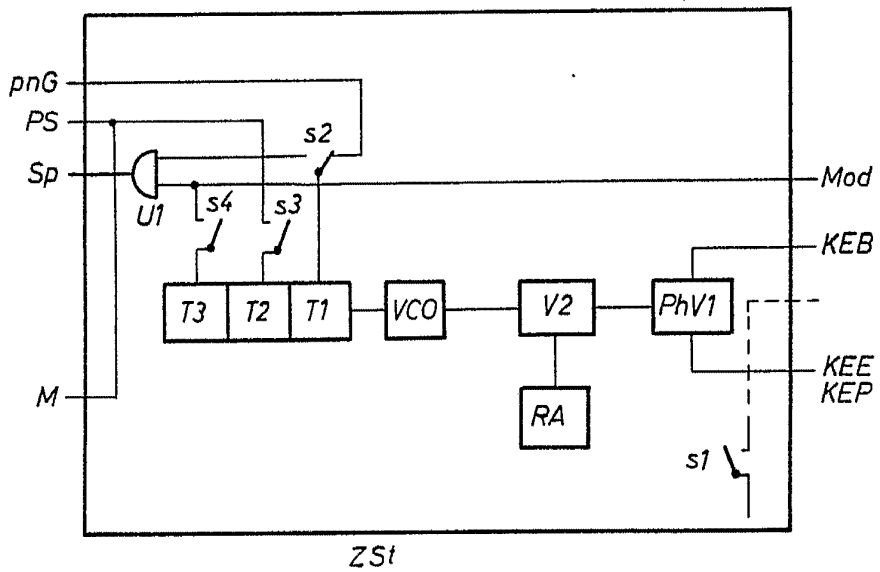 pnG
PS
s2
Sp
Mod
U1
s4
s3
KEB
T3
T2
T1
VCO
V2
PhV1
KEE
KEP
M
RA
s1
ZSt